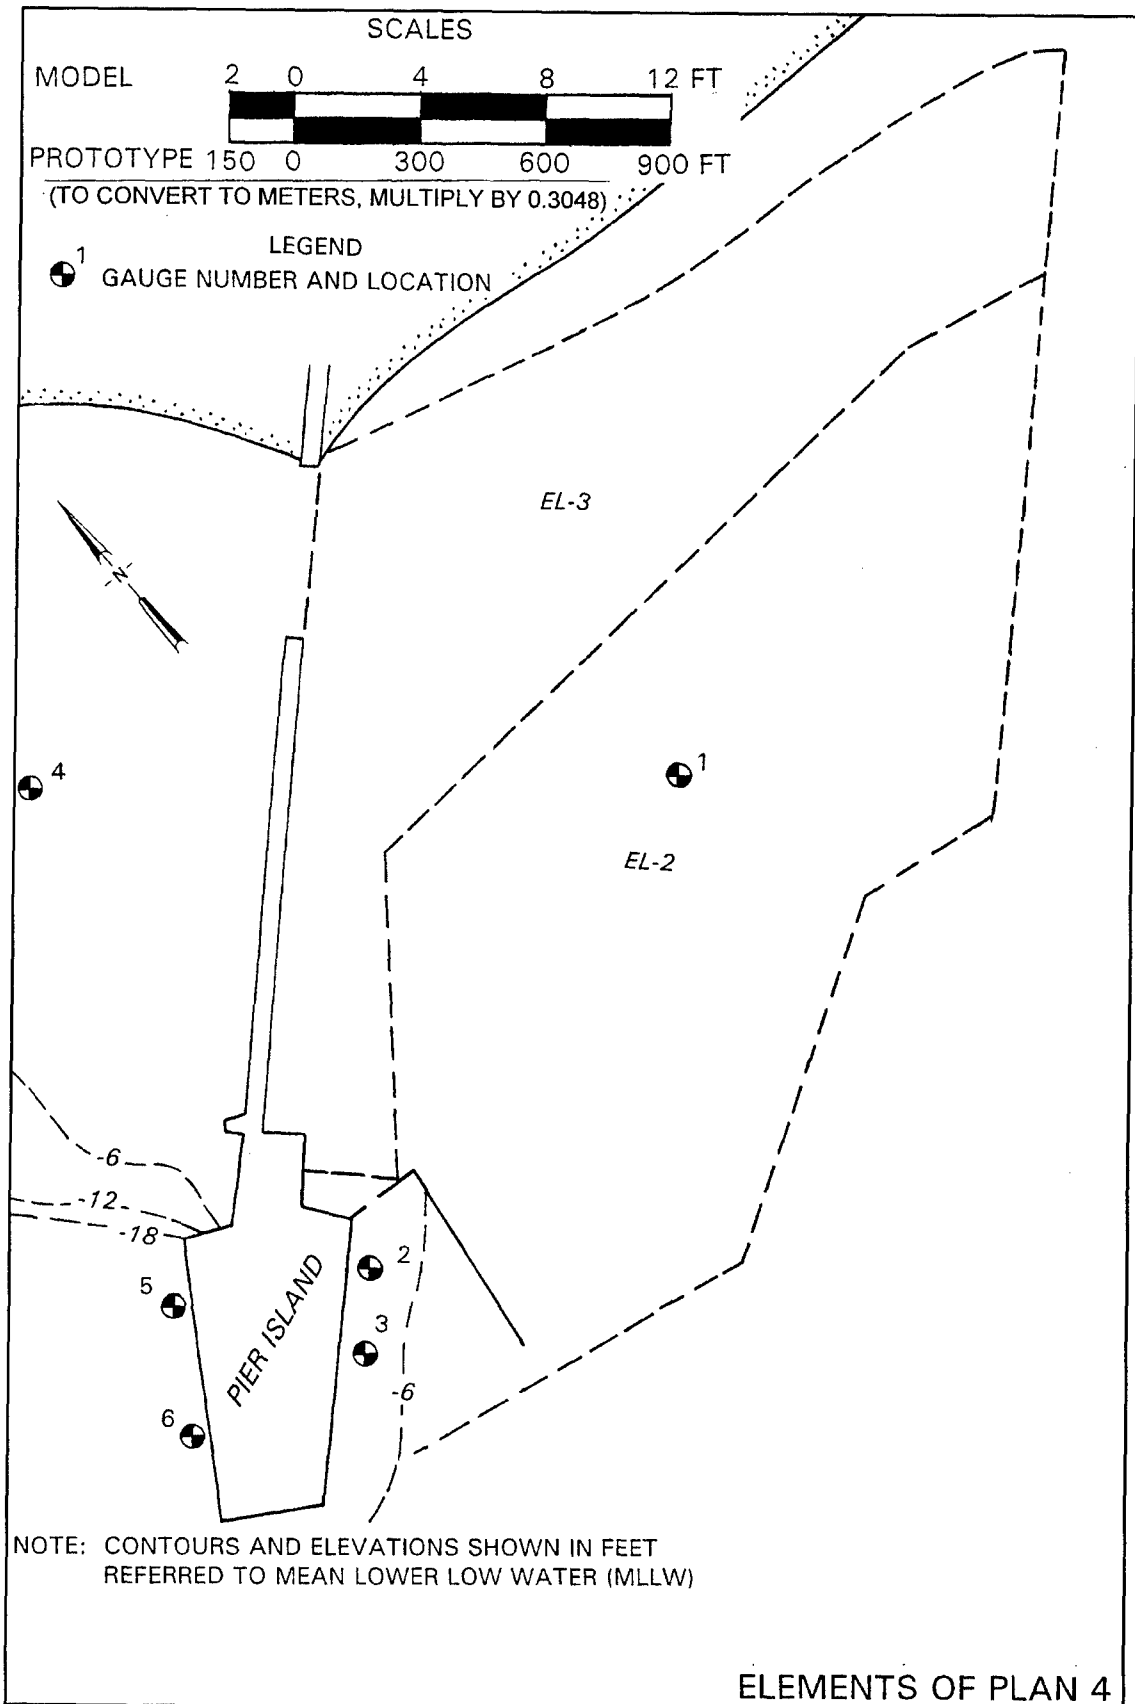 SCALES
MODEL 2 0 4 8 12 FT
PROTOTYPE 150 0 300 600 900 FT
(TO CONVERT TO METERS, MULTIPLY BY 0.3048)
LEGEND
1
GAUGE NUMBER AND LOCATION
EL-3
N
4
1
EL-2
-6
-12
-18
2
5
3
PIER ISLAND
-6
6
NOTE: CONTOURS AND ELEVATIONS SHOWN IN FEET
REFERRED TO MEAN LOWER LOW WATER (MLLW)
ELEMENTS OF PLAN 4